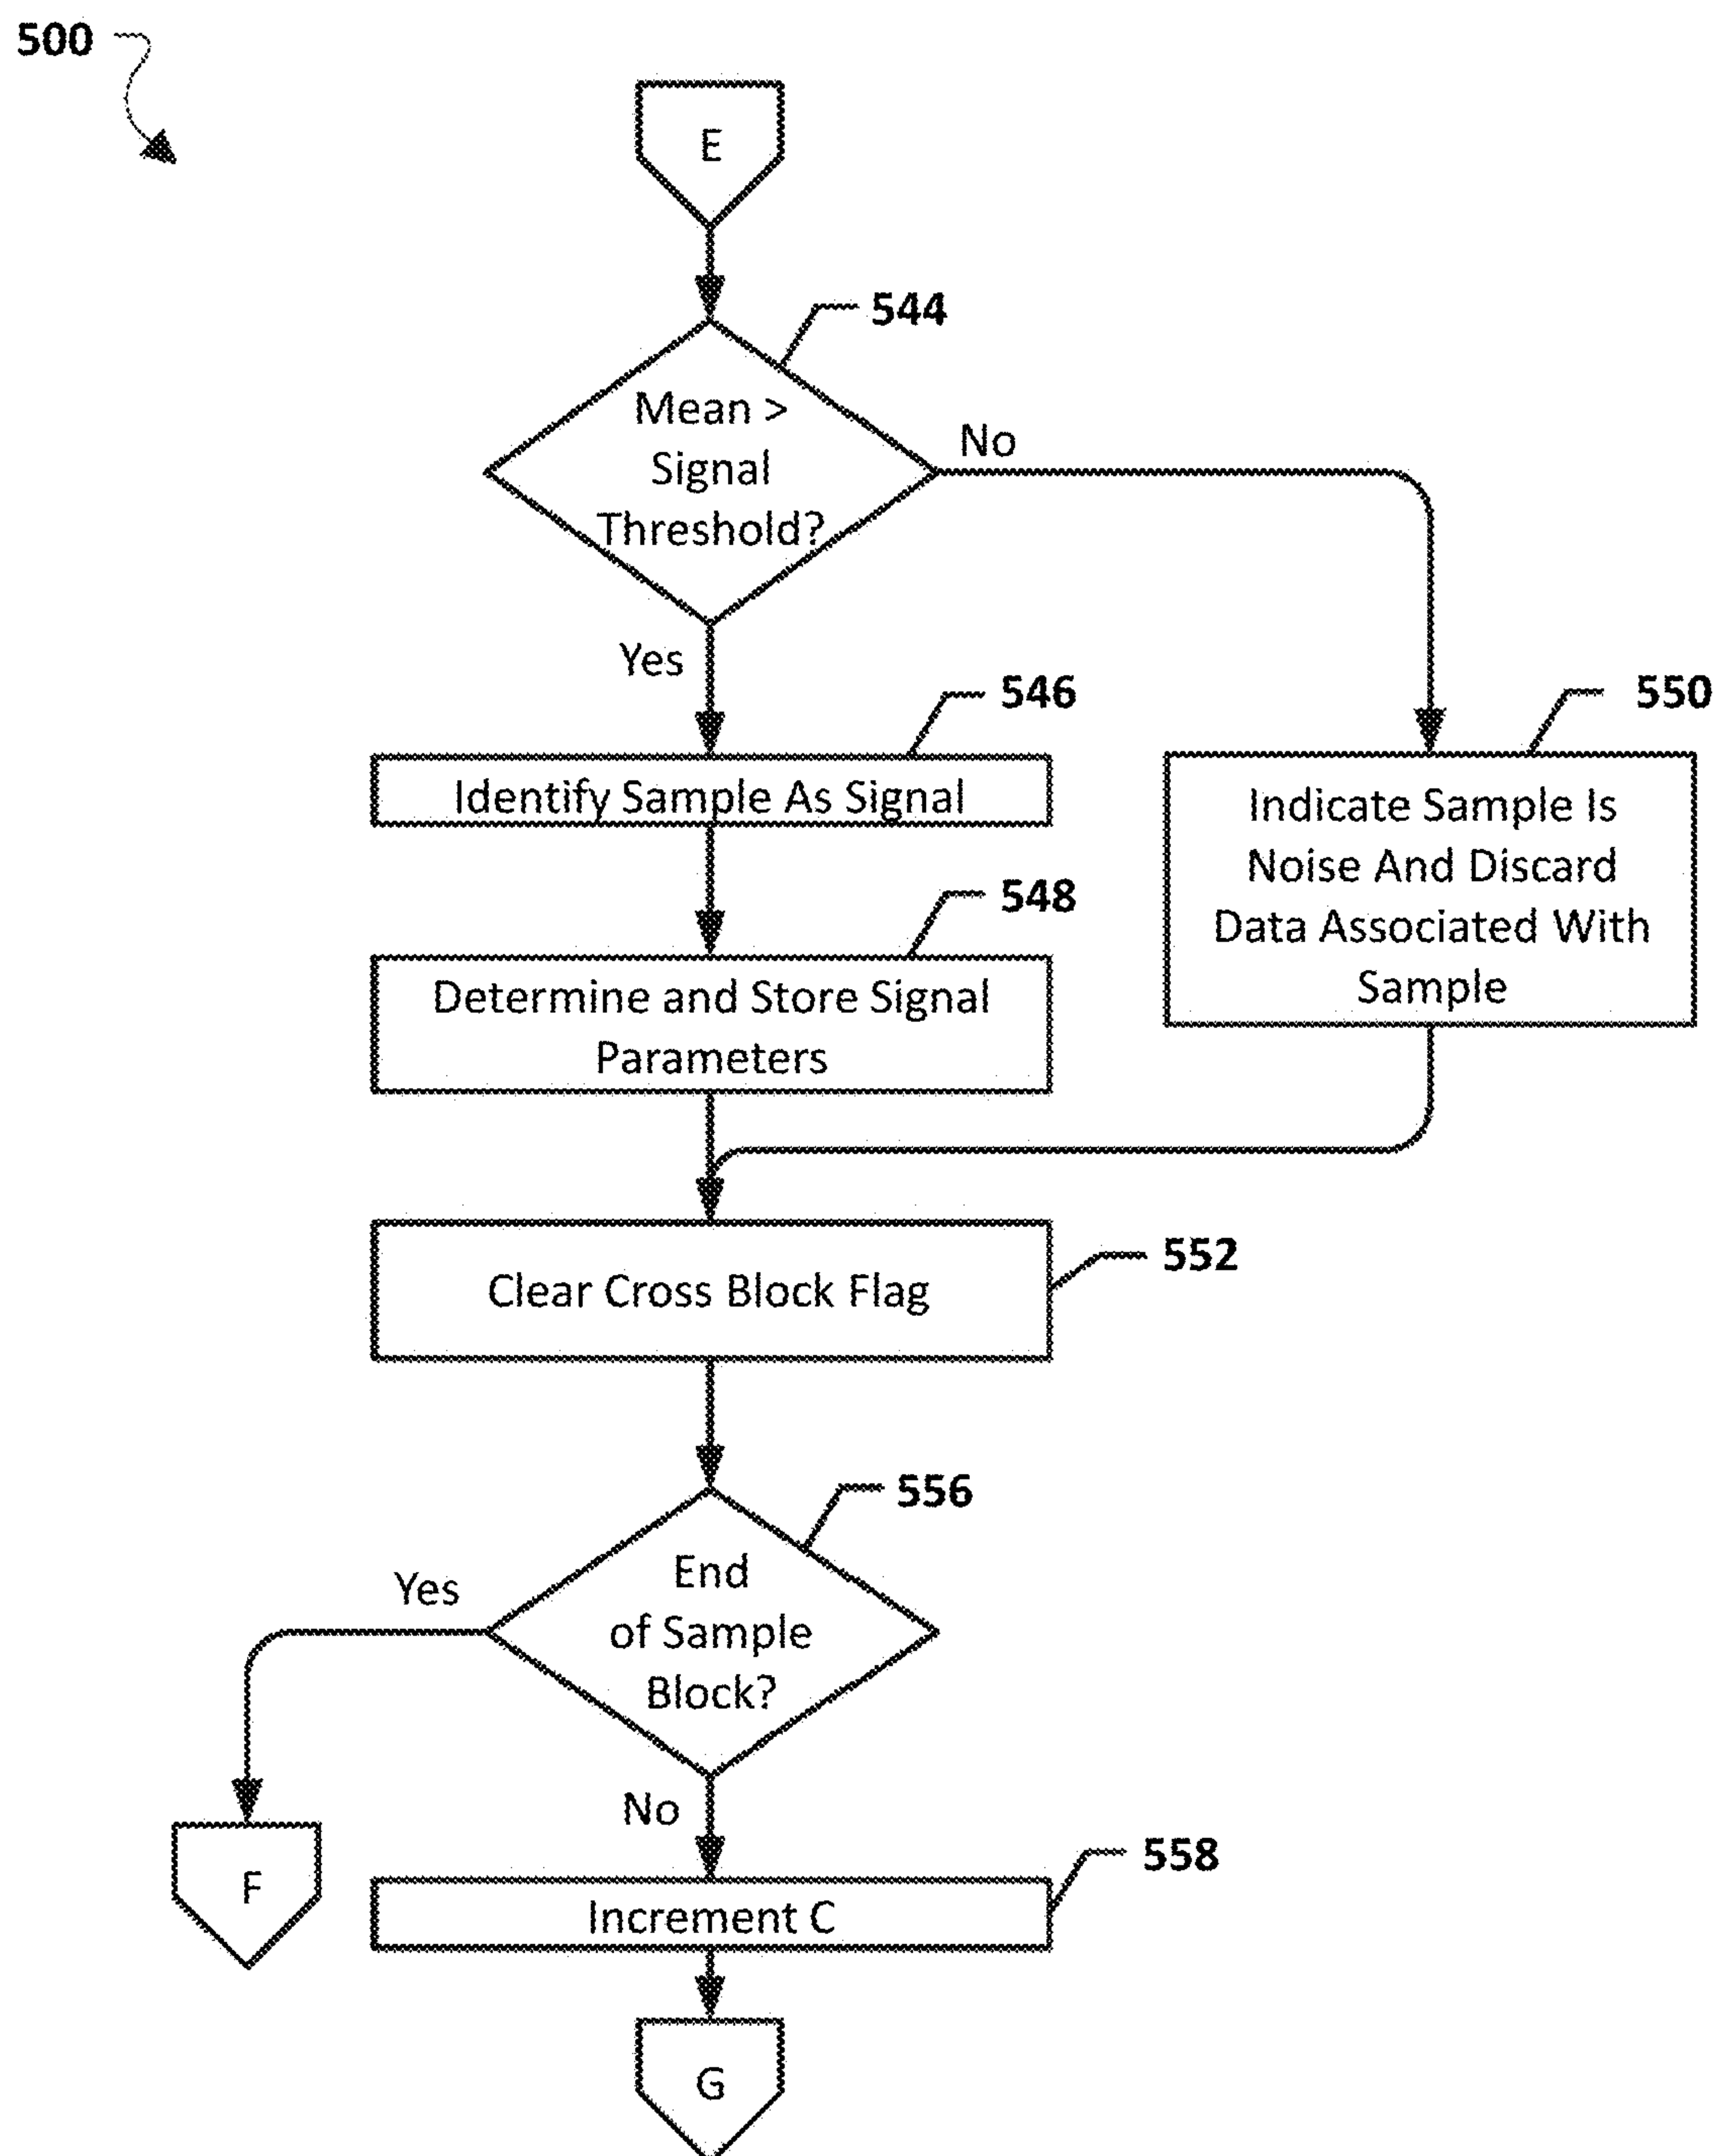 500
E
544
Mean >
Signal
Threshold?
No
Yes
546
Identify Sample As Signal
550
Indicate Sample Is
Noise And Discard
Data Associated With
Sample
548
Determine and Store Signal
Parameters
552
Clear Cross Block Flag
556
End
of Sample
Block?
Yes
No
F
558
Increment C
G